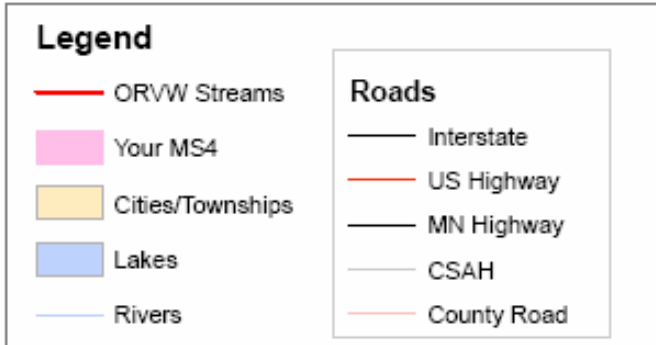 Legend
ORVW Streams
Your MS4
Cities/Townships
Lakes
Rivers
Roads
Interstate
US Highway
MN Highway
CSAH
County Road